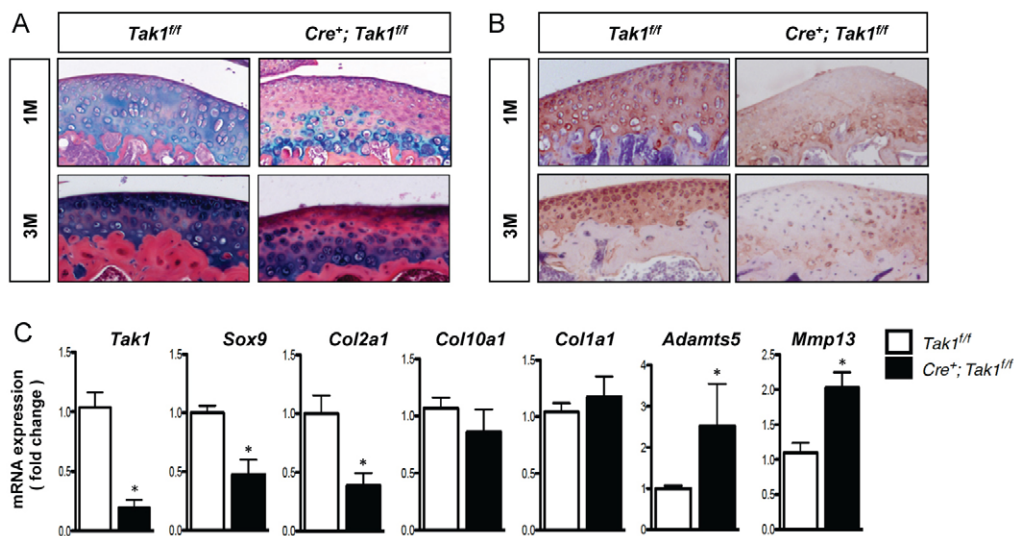 A
Tak1f/f
Cre+; Tak1f/f
1M
3M
B
Tak1f/f
Cre+; Tak1f/f
1M
3M
C
mRNA expression
( fold change )
Tak1
1.5
1.0
0.5
0.0
*
Sox9
1.5
1.0
0.5
0.0
*
Col2a1
1.5
1.0
0.5
0.0
*
Col10a1
1.5
1.0
0.5
0.0
Col1a1
1.5
1.0
0.5
0.0
Adamts5
4
3
2
1
0
*
Mmp13
2.5
2.0
1.5
1.0
0.5
0.0
*
Tak1f/f
Cre+; Tak1f/f